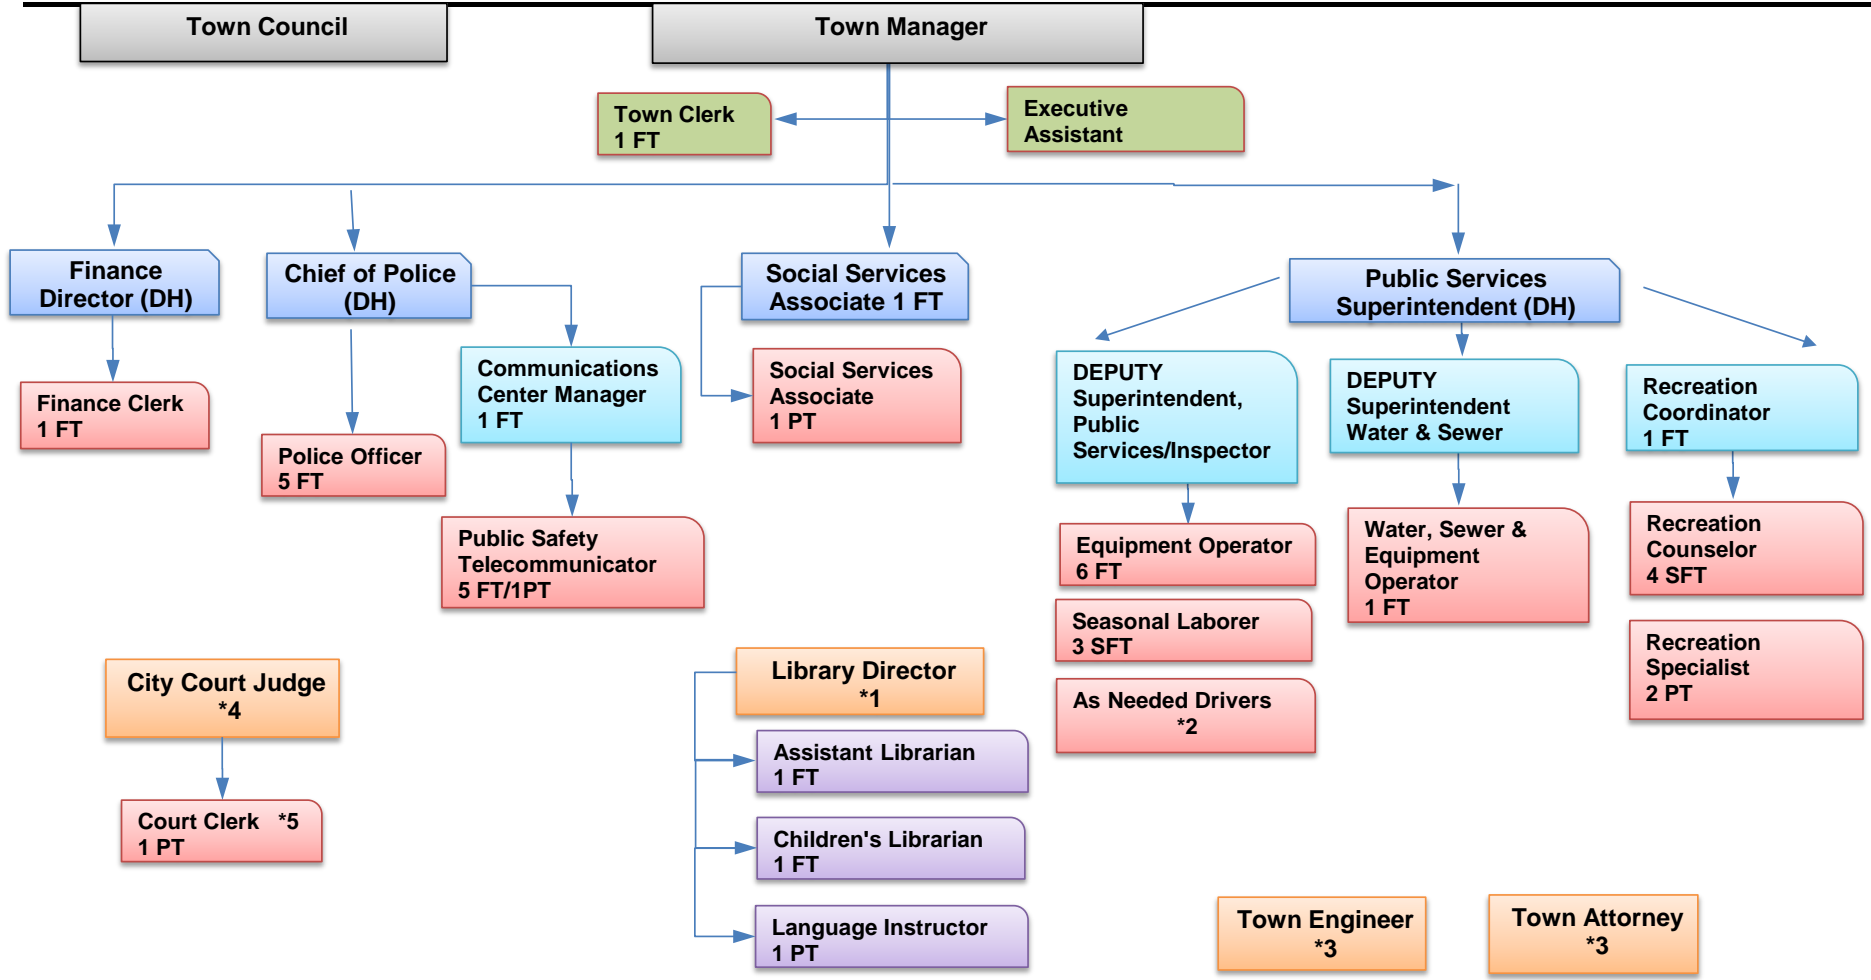 Town Council
Town Manager
Town Clerk
1 FT
Executive
Assistant
Finance
Director (DH)
Chief of Police
(DH)
Social Services
Associate 1 FT
Public Services
Superintendent (DH)
Finance Clerk
1 FT
Police Officer
5 FT
Communications
Center Manager
1 FT
Public Safety
Telecommunicator
5 FT/1PT
Social Services
Associate
1 PT
DEPUTY
Superintendent,
Public
Services/Inspector
DEPUTY
Superintendent
Water & Sewer
Recreation
Coordinator
1 FT
Equipment Operator
6 FT
Seasonal Laborer
3 SFT
As Needed Drivers
*2
Water, Sewer &
Equipment
Operator
1 FT
Recreation
Counselor
4 SFT
Recreation
Specialist
2 PT
City Court Judge
*4
Court Clerk *5
1 PT
Library Director
*1
Assistant Librarian
1 FT
Children's Librarian
1 FT
Language Instructor
1 PT
Town Engineer
*3
Town Attorney
*3